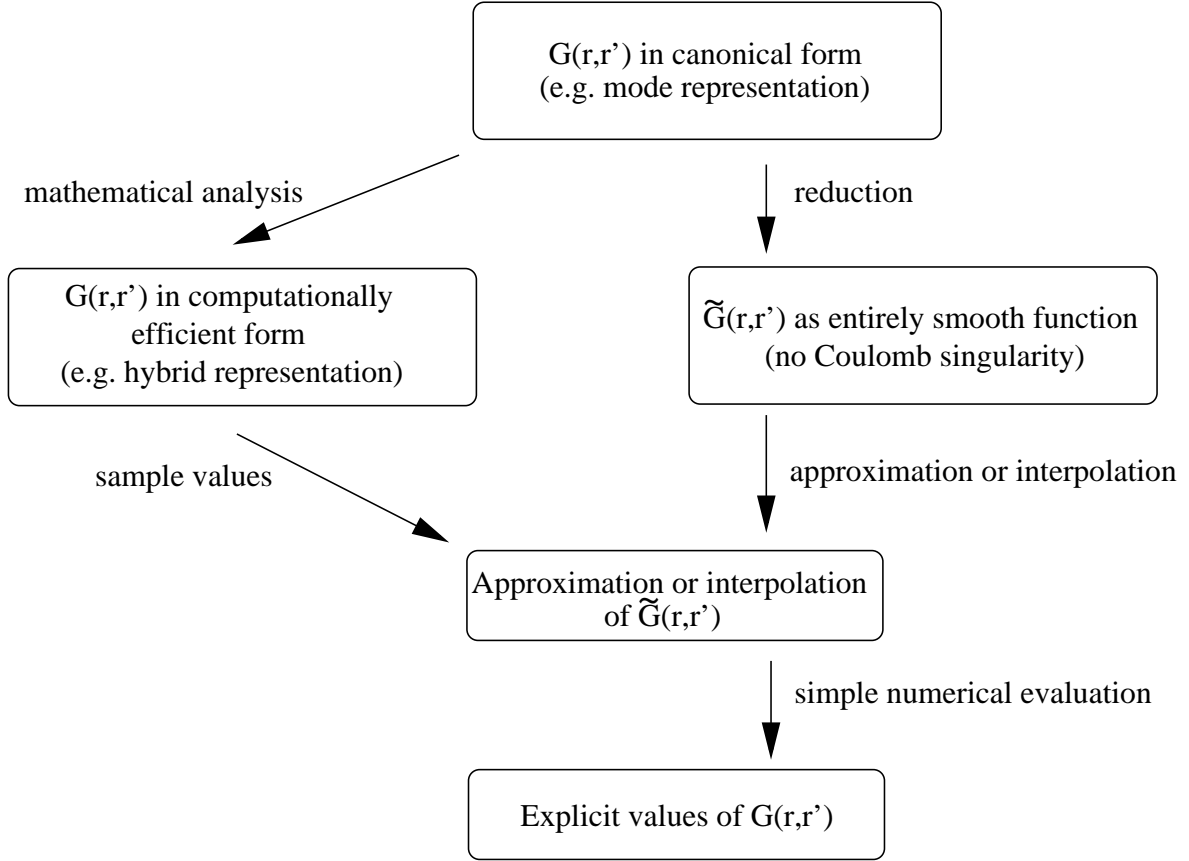 G(r,r’) in canonical form
(e.g. mode representation)
mathematical analysis
reduction
G(r,r’) in computationally
efficient form
(e.g. hybrid representation)
G̃(r,r’) as entirely smooth function
(no Coulomb singularity)
sample values
approximation or interpolation
Approximation or interpolation
of G̃(r,r’)
simple numerical evaluation
Explicit values of G(r,r’)